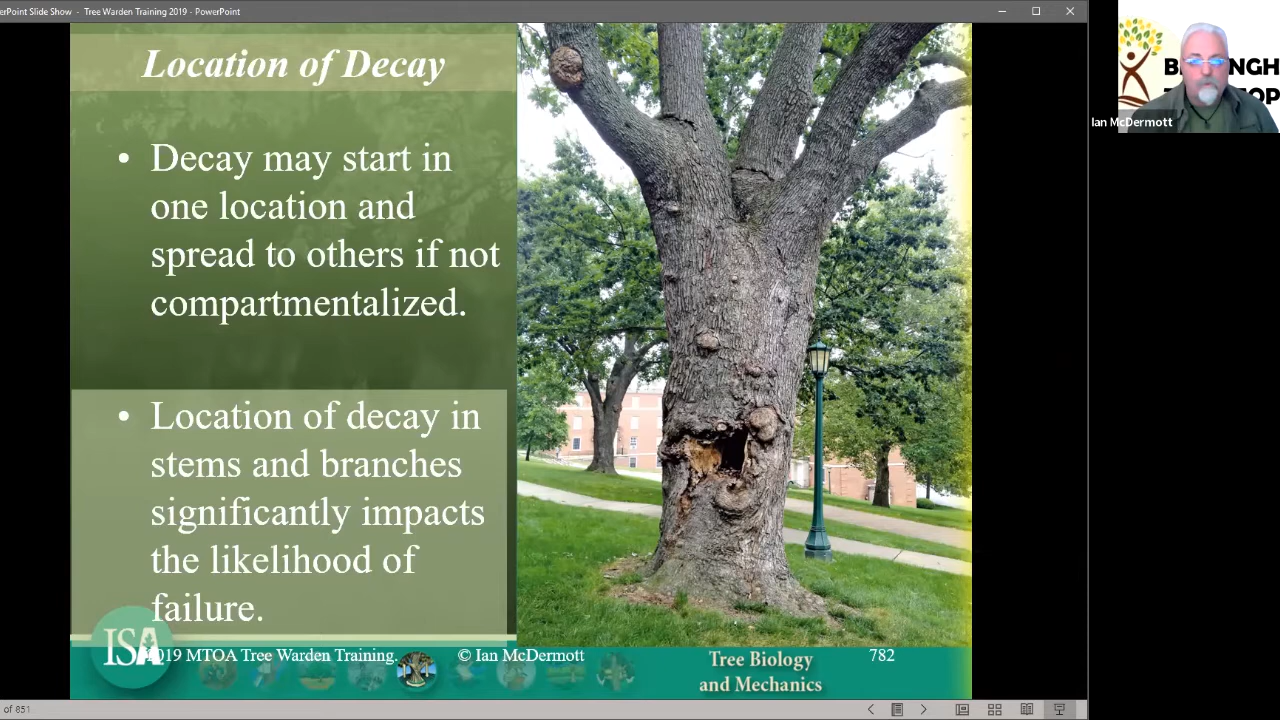 erPoint Slide Show - Tree Warden Training 2019 - PowerPoint
Location of Decay
• Decay may start in
one location and
spread to others if not
compartmentalized.
• Location of decay in
stems and branches
significantly impacts
the likelihood of
failure.
ISA
2019 MTOA Tree Warden Training.
© Ian McDermott
Tree Biology
and Mechanics
782
of 851
Ian McDermott